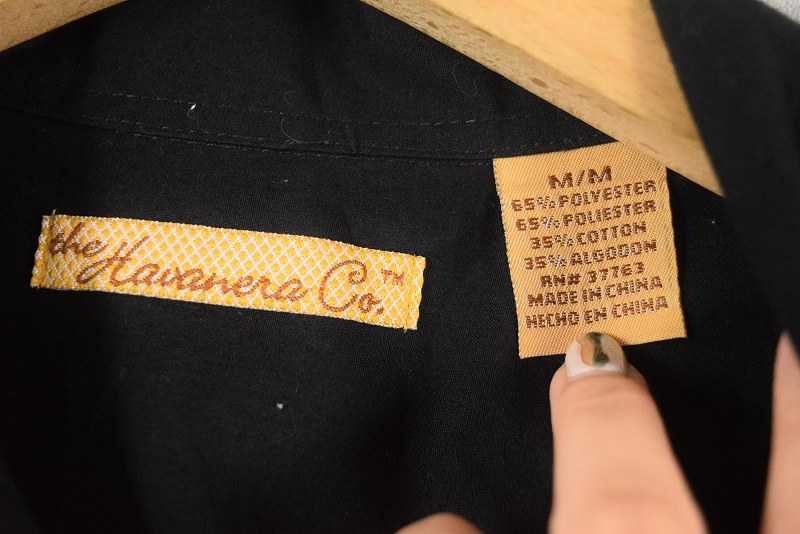 the Havanera Co.™
M/M
65% POLYESTER
65% POLIESTER
35% COTTON
35% ALGODON
RN# 37763
MADE IN CHINA
HECHO EN CHINA